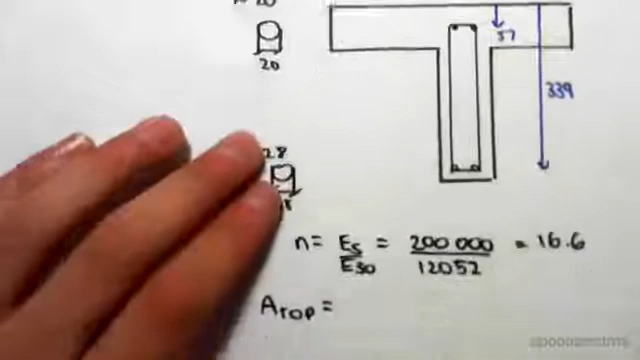 20
57
339
28
n = Es/E30 = 200 000/12052 = 16.6
ATOP =